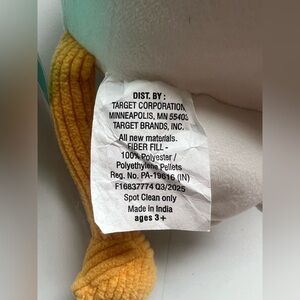 DIST. BY :
TARGET CORPORATION
MINNEAPOLIS, MN 55403
TARGET BRANDS, INC.
All new materials.
FIBER FILL -
100% Polyester /
Polyethylene Pellets
Reg. No. PA-19616 (IN)
F16837774 Q3/2025
Spot Clean only
Made in India
ages 3+